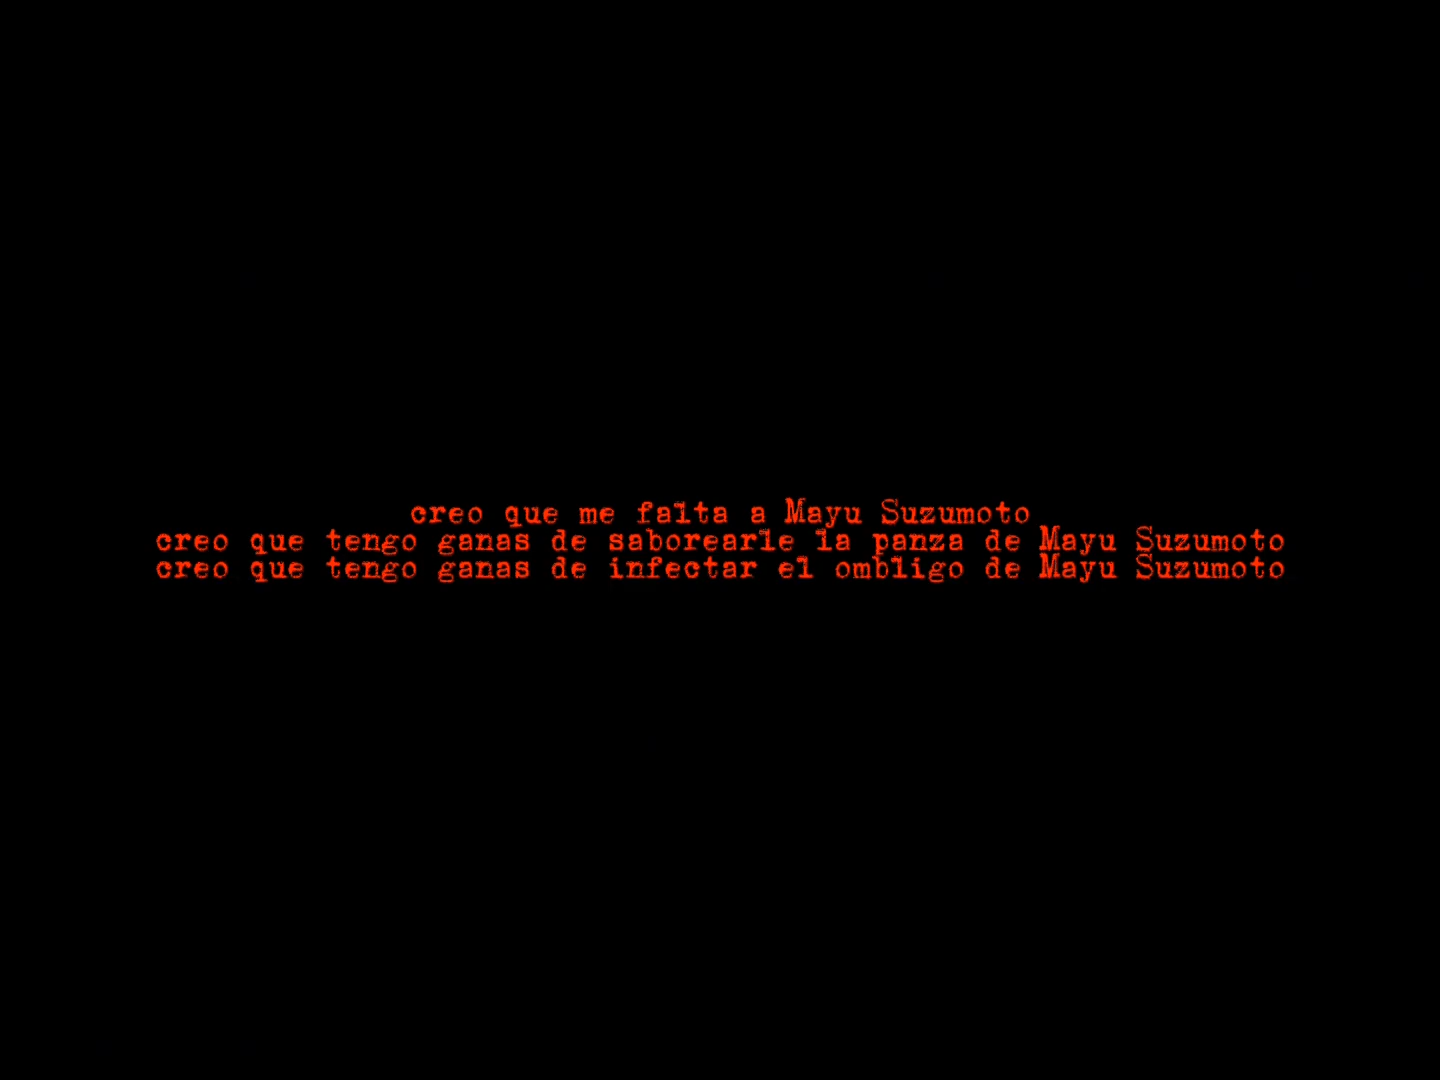 creo que me falta a Mayu Suzumoto
creo que tengo ganas de saborearle la panza de Mayu Suzumoto
creo que tengo ganas de infectar el ombligo de Mayu Suzumoto